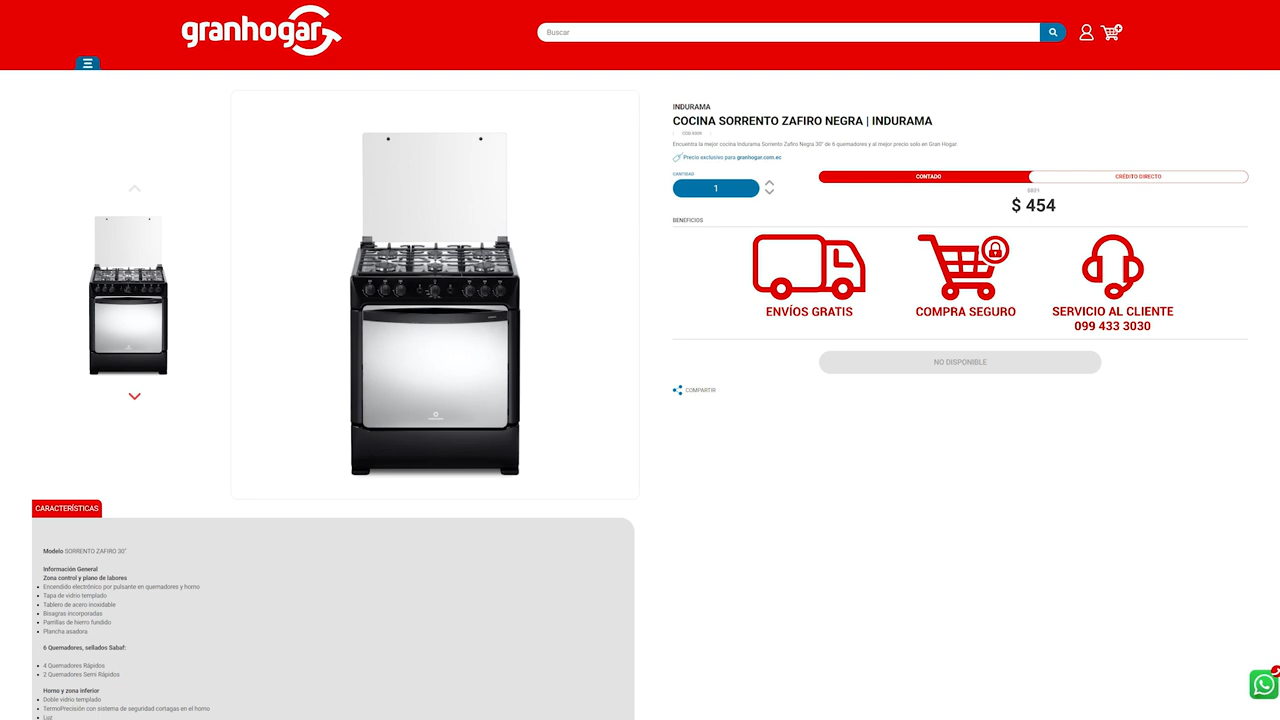 granhogar
Buscar
INDURAMA
COCINA SORRENTO ZAFIRO NEGRA | INDURAMA
Encuentra la mejor cocina Indurama Sorrento Zafiro Negra 30" de 6 quemadores y al mejor precio solo en Gran Hogar
Precio exclusivo para granhogar.com.ec
CANTIDAD
1
CONTADO
CRÉDITO DIRECTO
$ 454
BENEFICIOS
ENVÍOS GRATIS
COMPRA SEGURO
SERVICIO AL CLIENTE
099 433 3030
NO DISPONIBLE
COMPARTIR
CARACTERÍSTICAS
Modelo SORRENTO ZAFIRO 30"
Información General
Zona control y plano de labores
Encendido electrónico por pulsante en quemadores y horno
Tapa de vidrio templado
Tablero de acero inoxidable
Bisagras incorporadas
Parrillas de hierro fundido
Plancha asadora
6 Quemadores, sellados Sabaf:
4 Quemadores Rápidos
2 Quemadores Semi Rápidos
Horno y zona inferior
Doble vidrio templado
TermoPrecisión con sistema de seguridad cortagas en el horno
Luz